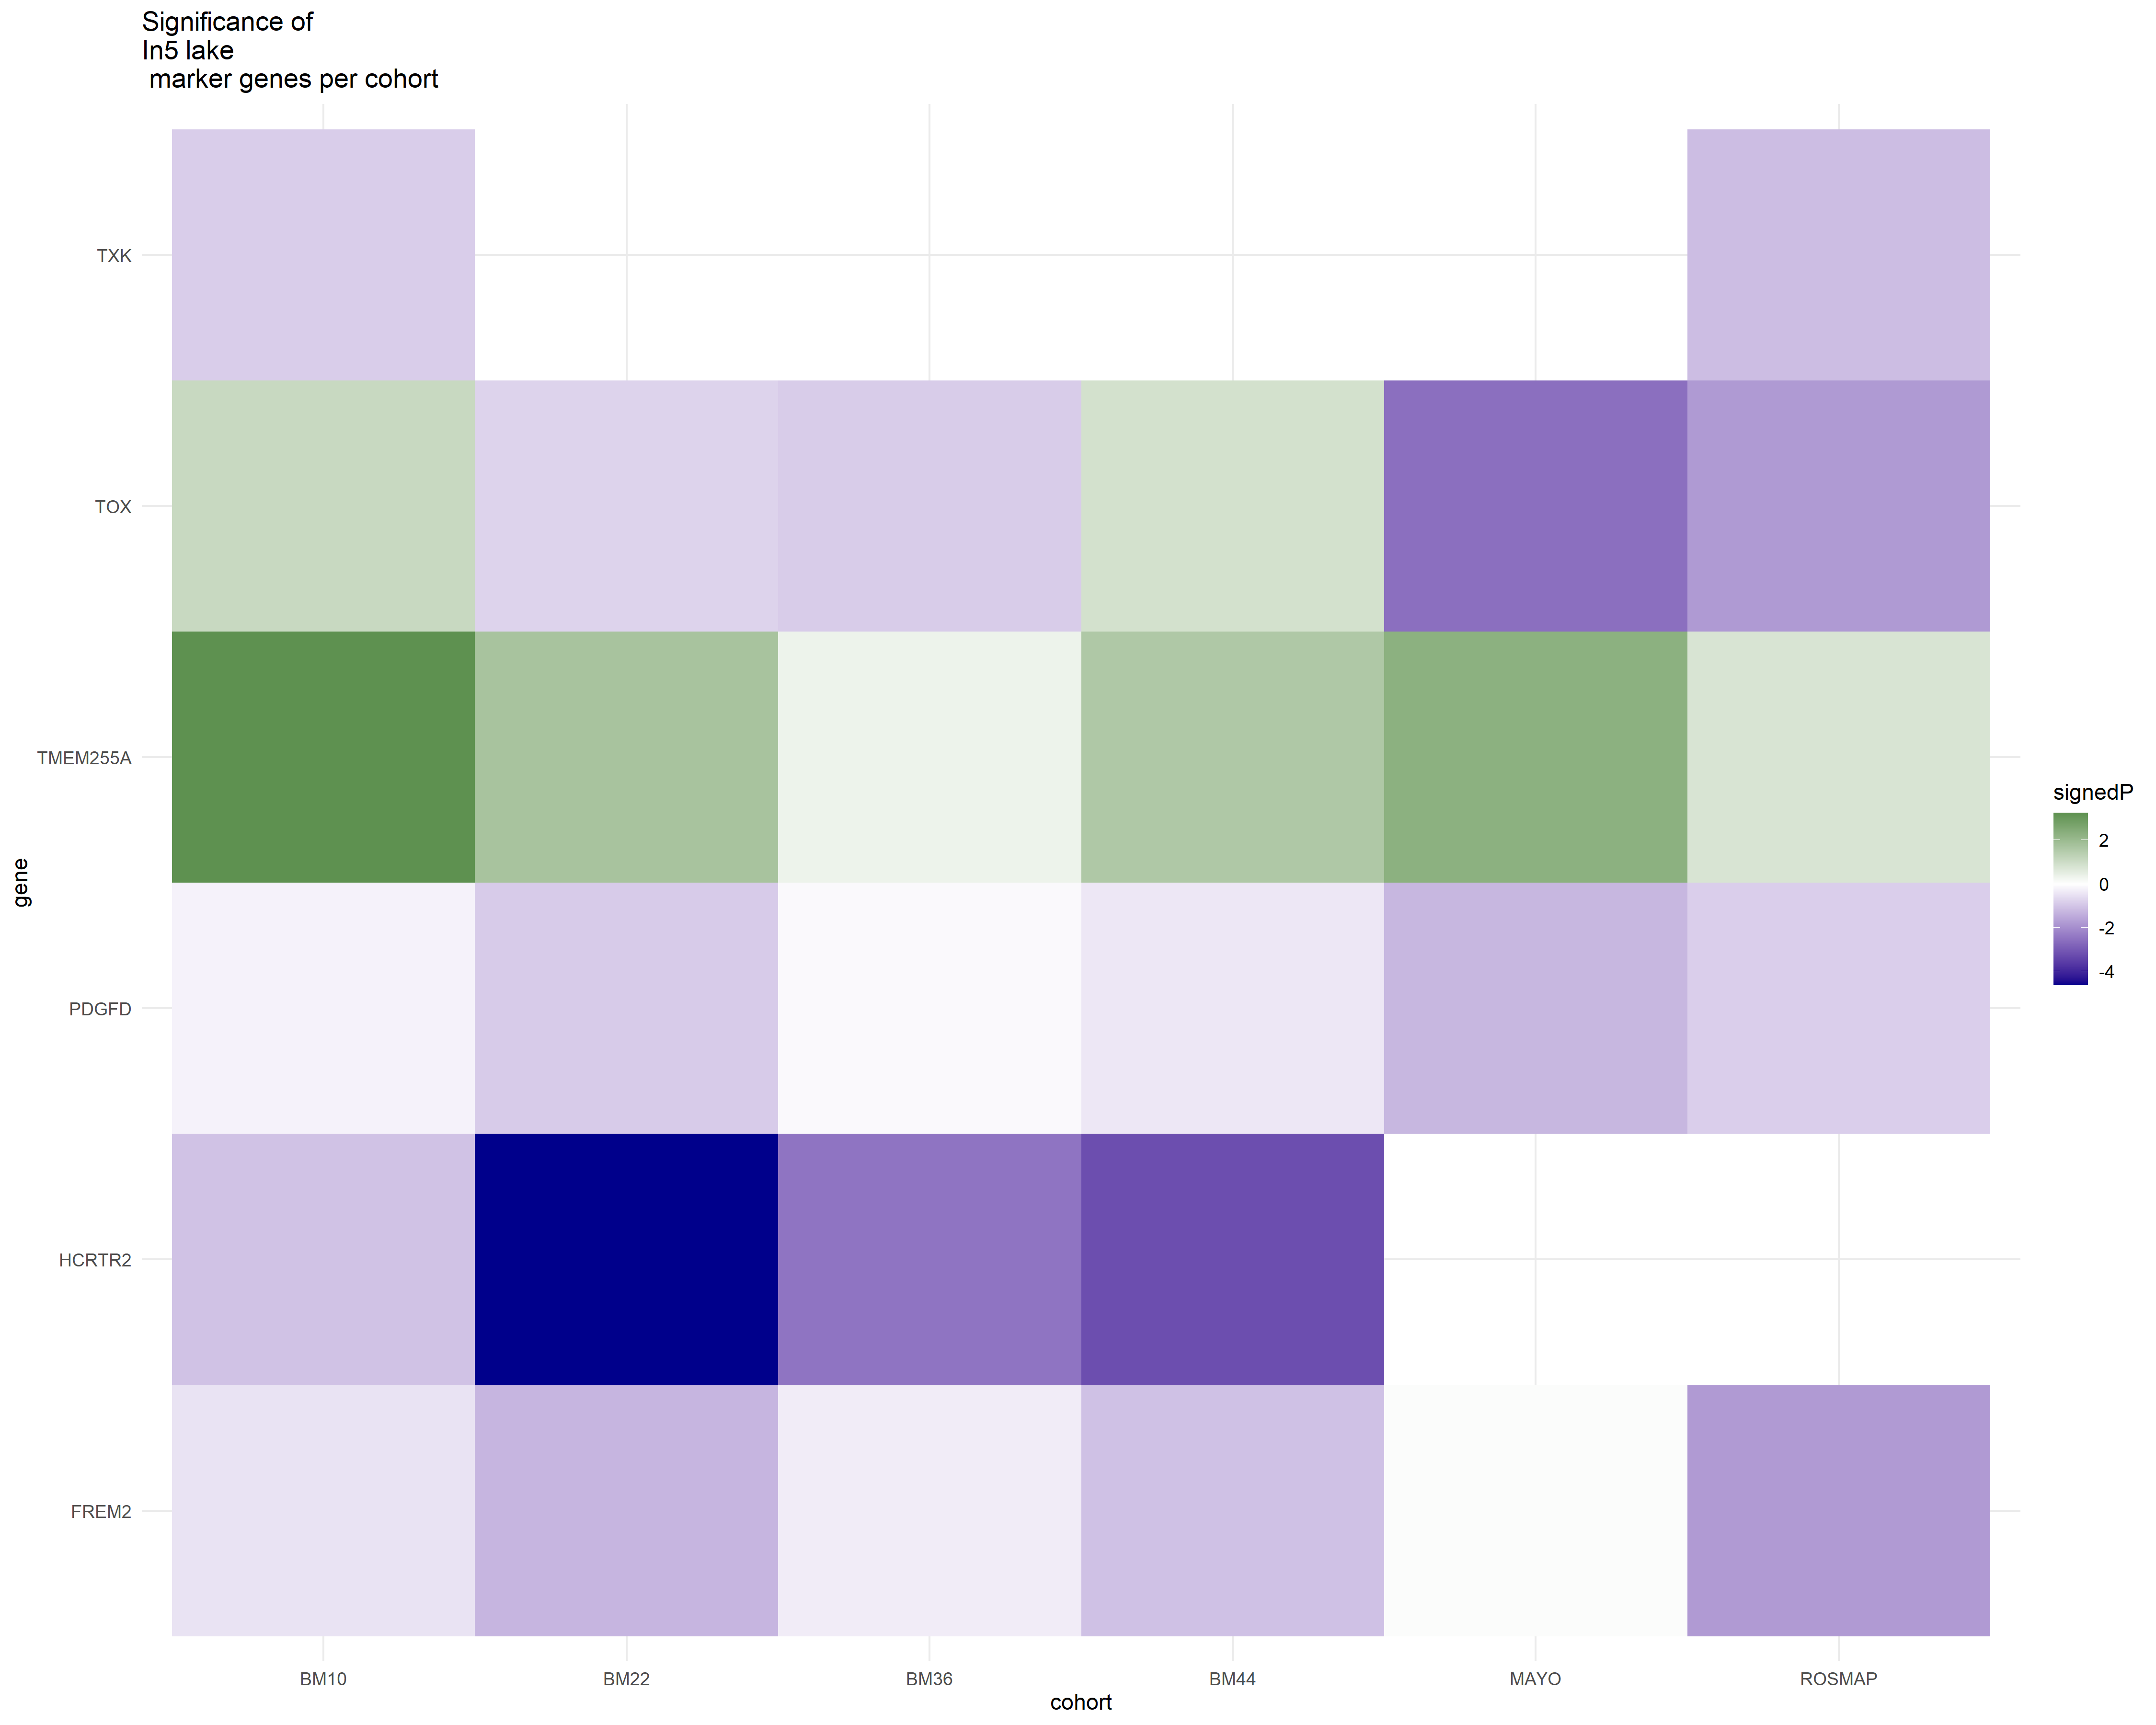 Significance of
In5 lake
marker genes per cohort
TXK
TOX
TMEM255A
PDGFD
HCRTR2
FREM2
gene
BM10
BM22
BM36
BM44
MAYO
ROSMAP
cohort
signedP
2
0
-2
-4